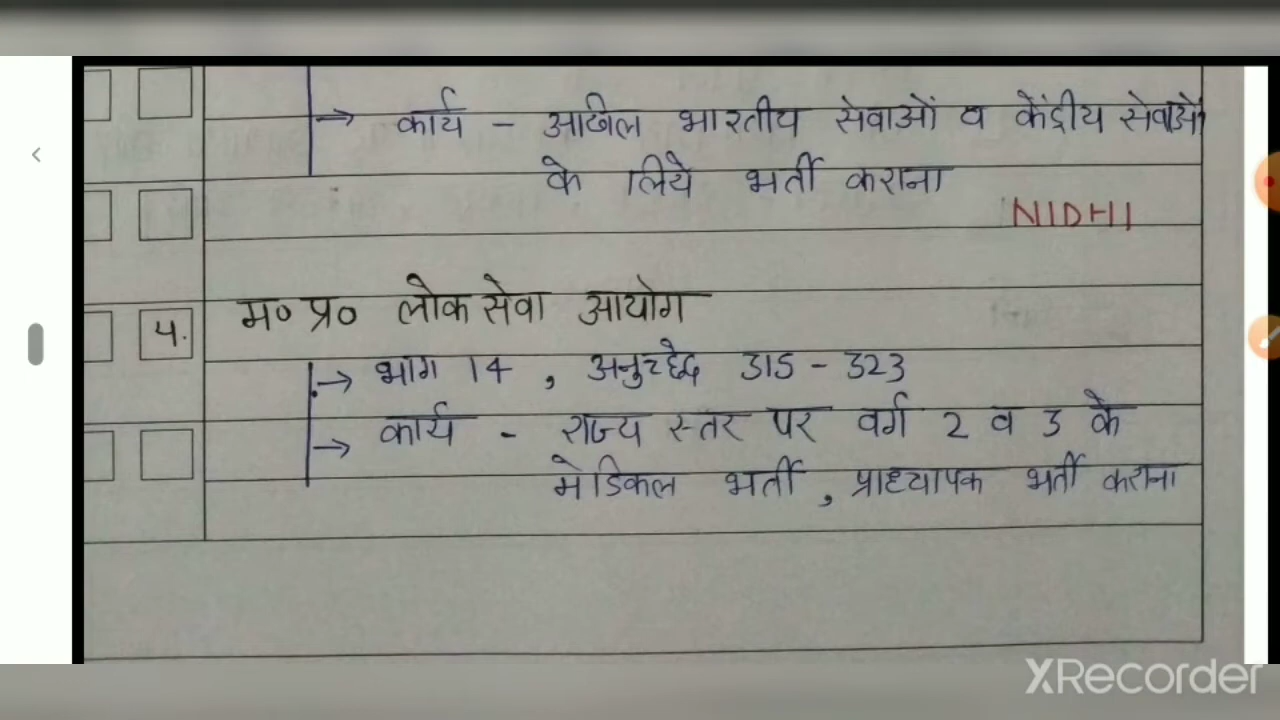 → कार्य - अखिल भारतीय सेवाओं व केंद्रीय सेवाओं
के लिये भर्ती कराना
NIDHI
4. म० प्र० लोक सेवा आयोग
→ भाग 14 , अनुच्छेद 315 - 323
→ कार्य - राज्य स्तर पर वर्ग 2 व 3 के
मेडिकल भर्ती , प्राध्यापक भर्ती कराना
XRecorder